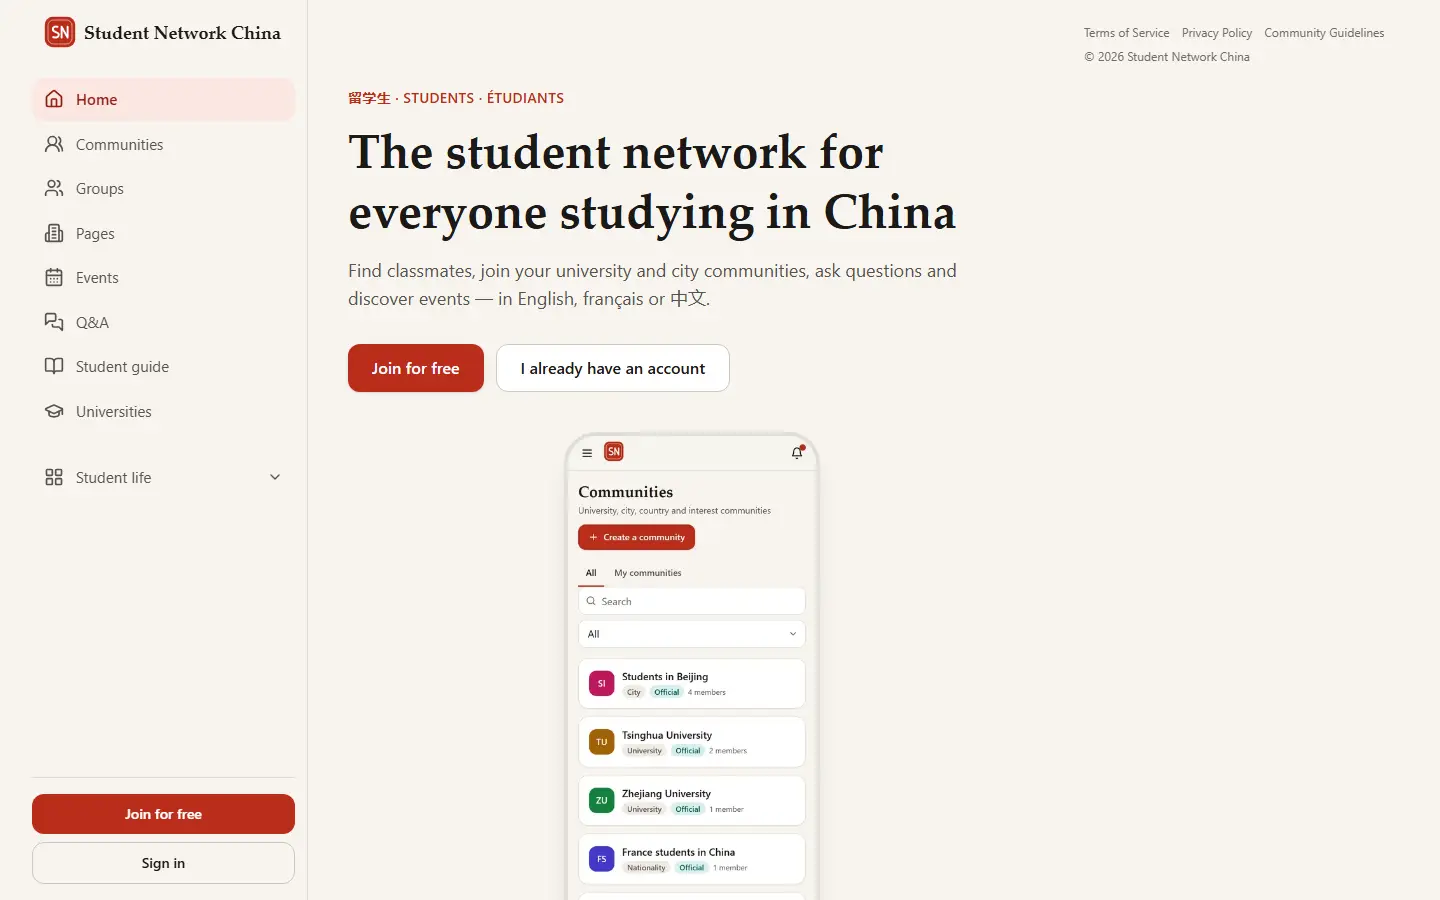 SN Student Network China
Home
Communities
Groups
Pages
Events
Q&A
Student guide
Universities
Student life
Join for free
Sign in
留学生 · STUDENTS · ÉTUDIANTS
The student network for
everyone studying in China
Find classmates, join your university and city communities, ask questions and
discover events — in English, français or 中文.
Join for free
I already have an account
SN
Communities
University, city, country and interest communities
+ Create a community
All My communities
Search
All
SI Students in Beijing
City Official 4 members
TU Tsinghua University
University Official 2 members
ZU Zhejiang University
University Official 1 member
FS France students in China
Nationality Official 1 member
Terms of Service Privacy Policy Community Guidelines
© 2026 Student Network China